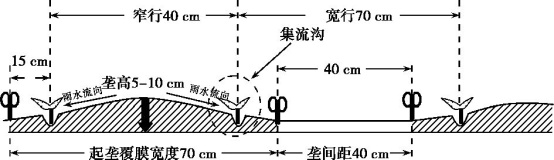 窄行40 cm
宽行70 cm
集流沟
15 cm
雨水流向
垄高5-10 cm
雨水流向
40 cm
起垄覆膜宽度70 cm
垄间距40 cm